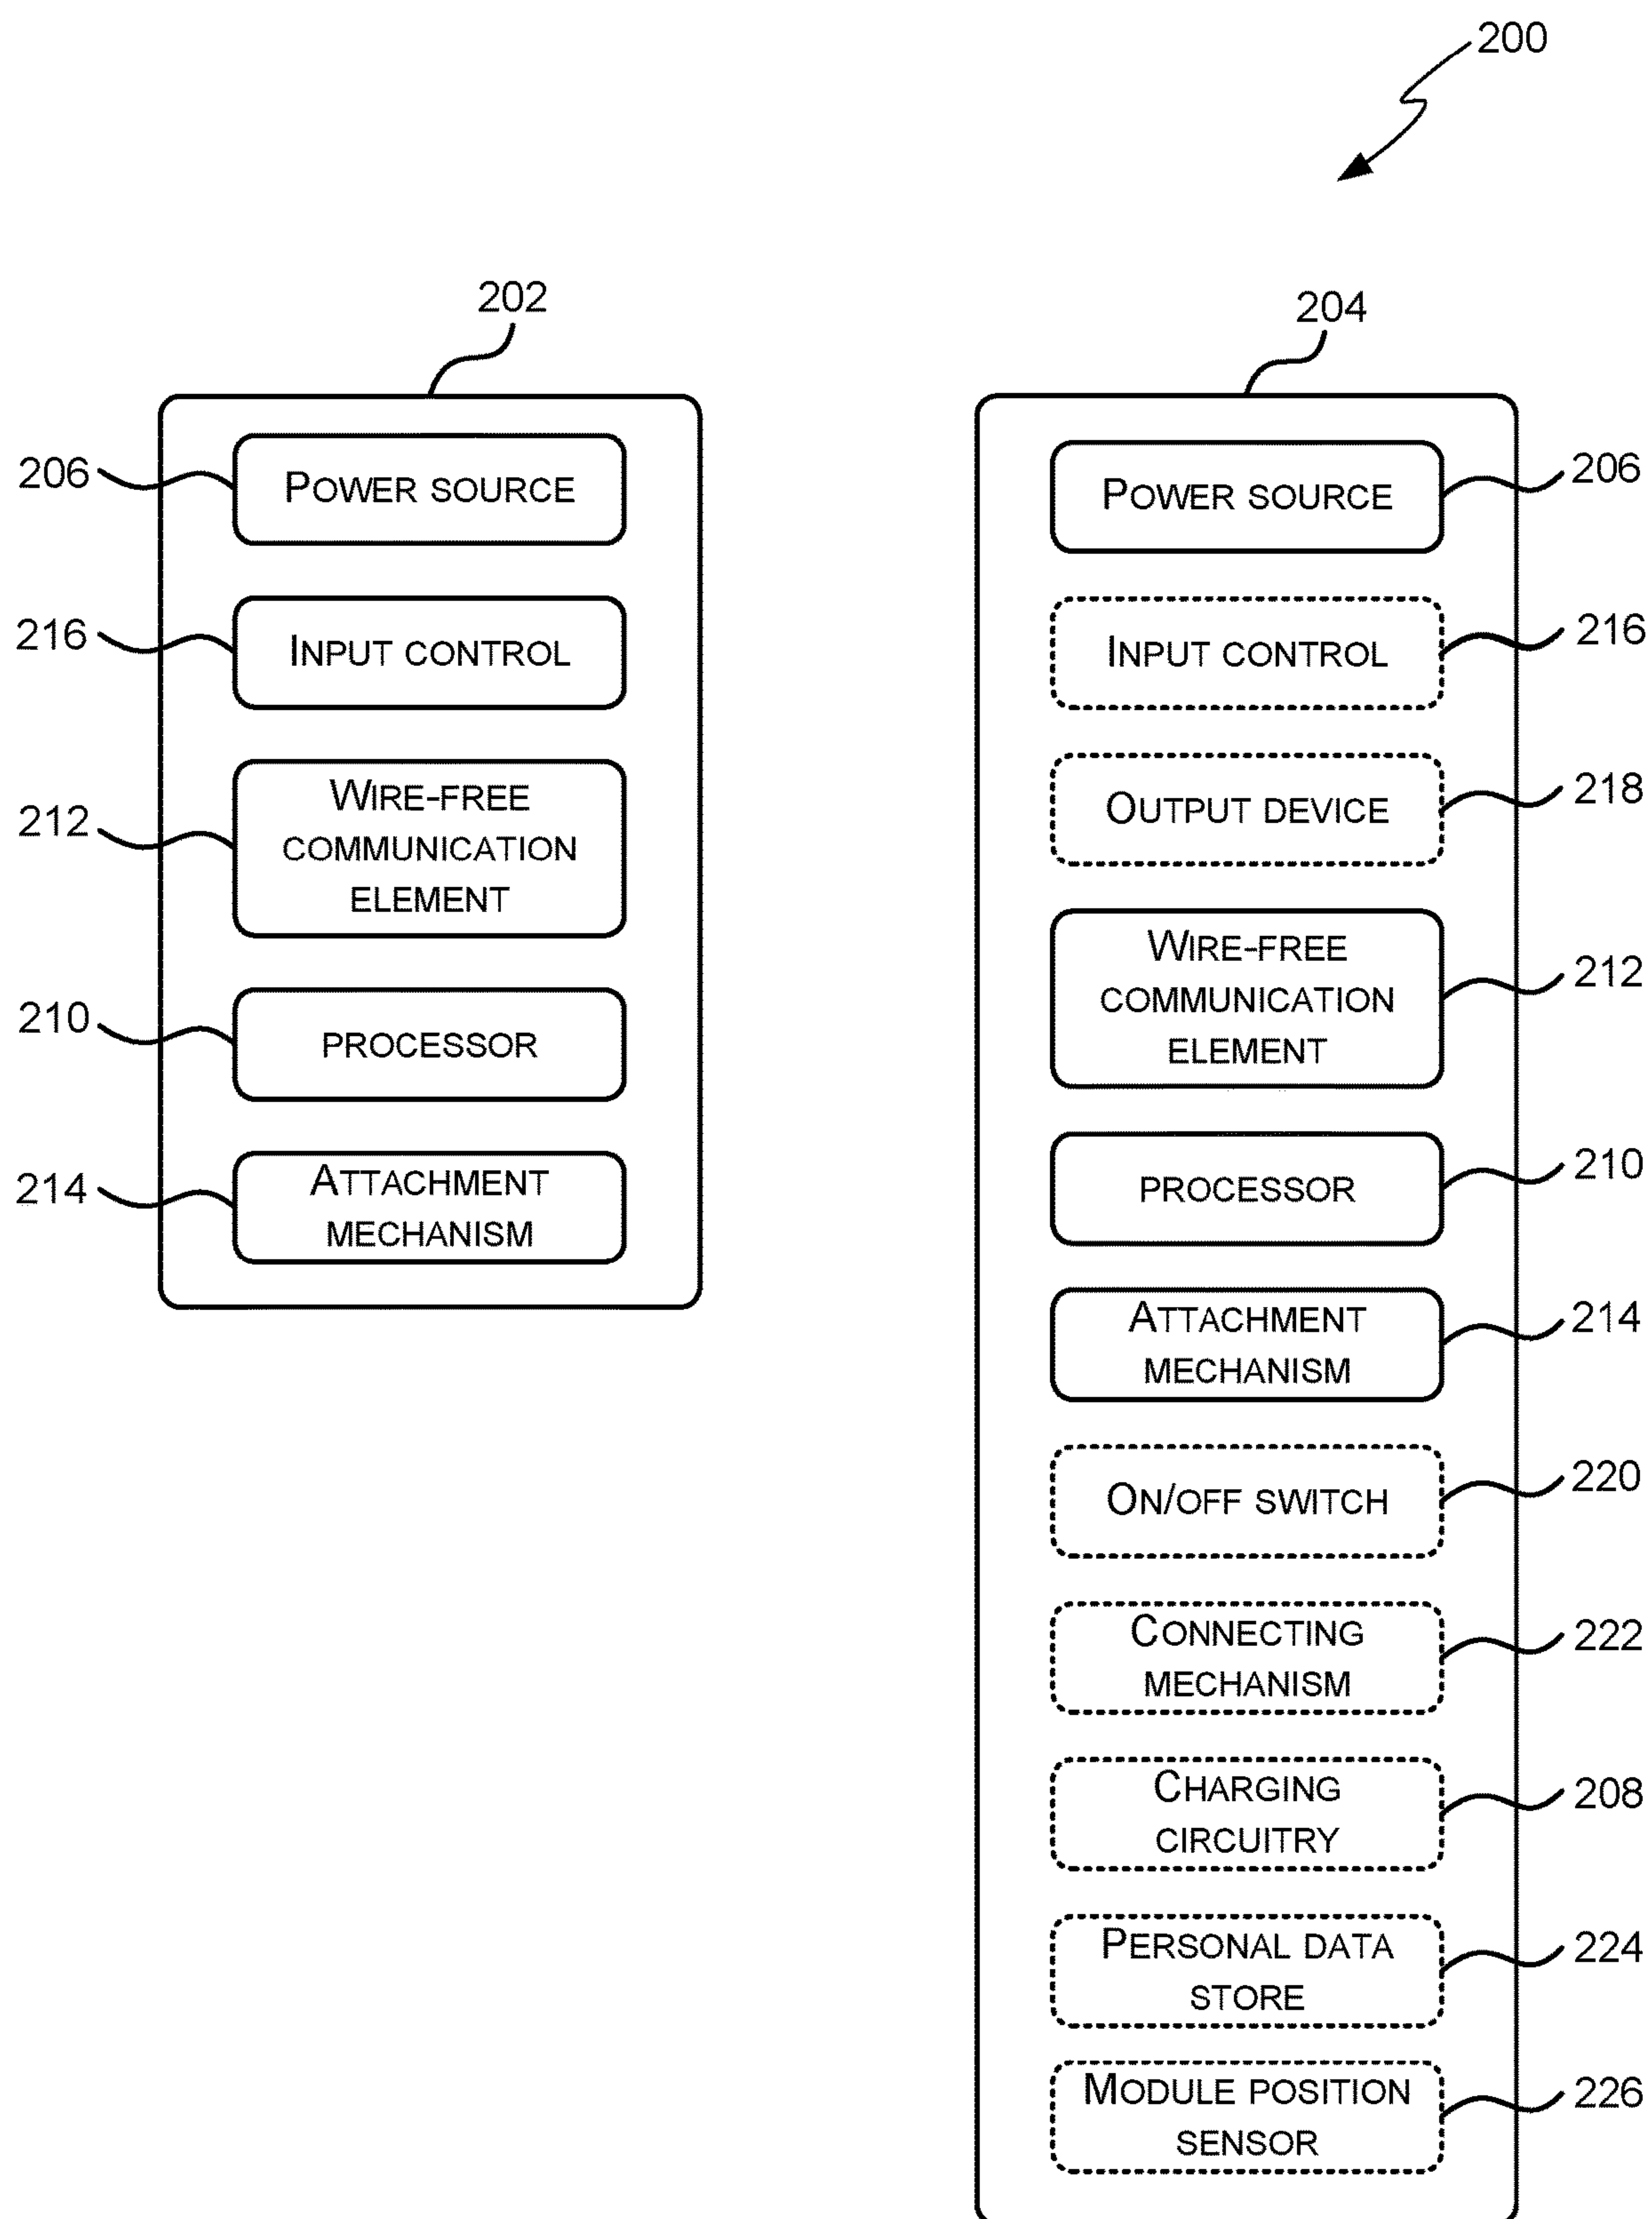 200
202
206
POWER SOURCE
216
INPUT CONTROL
212
WIRE-FREE
COMMUNICATION
ELEMENT
210
PROCESSOR
214
ATTACHMENT
MECHANISM
204
POWER SOURCE
206
INPUT CONTROL
216
OUTPUT DEVICE
218
WIRE-FREE
COMMUNICATION
ELEMENT
212
PROCESSOR
210
ATTACHMENT
MECHANISM
214
ON/OFF SWITCH
220
CONNECTING
MECHANISM
222
CHARGING
CIRCUITRY
208
PERSONAL DATA
STORE
224
MODULE POSITION
SENSOR
226